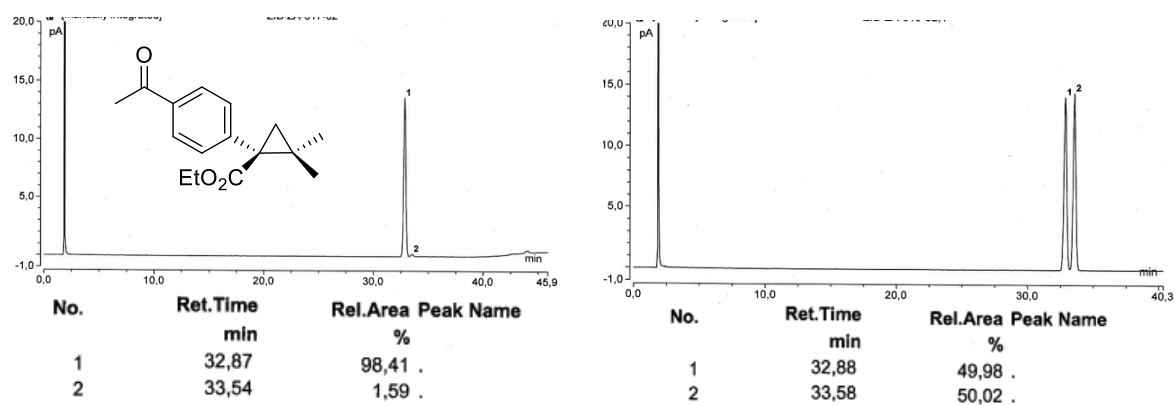 20,0
pA
15,0
10,0
5,0
-1,0
0,0 10,0 20,0 30,0 45,9
min
1
2
O
EtO2C
No. Ret.Time Rel.Area Peak Name
min %
1 32,87 98,41 .
2 33,54 1,59 .
20,0
pA
15,0
10,0
5,0
-1,0
0,0 10,0 20,0 30,0 40,3
min
1 2
No. Ret.Time Rel.Area Peak Name
min %
1 32,88 49,98 .
2 33,58 50,02 .